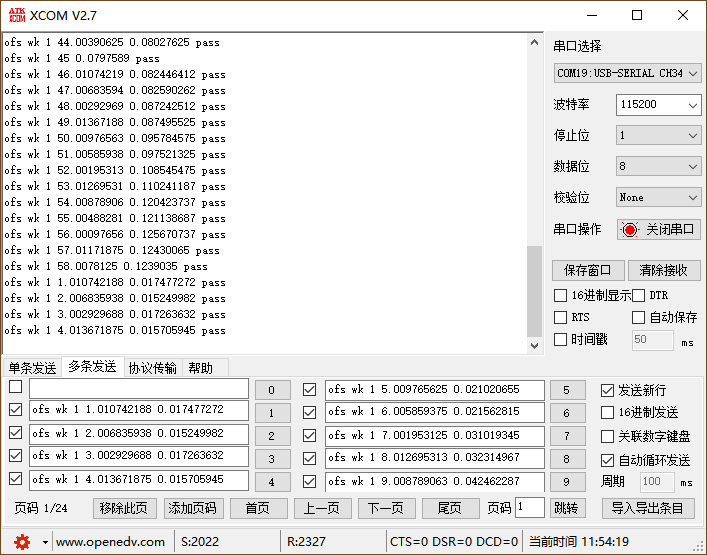 ATK XCOM XCOM V2.7
ofs wk 1 44.00390625 0.08027625 pass
ofs wk 1 45 0.0797589 pass
ofs wk 1 46.01074219 0.082446412 pass
ofs wk 1 47.00683594 0.082590262 pass
ofs wk 1 48.00292969 0.087242512 pass
ofs wk 1 49.01367188 0.087495525 pass
ofs wk 1 50.00976563 0.095784575 pass
ofs wk 1 51.00585938 0.097521325 pass
ofs wk 1 52.00195313 0.108545475 pass
ofs wk 1 53.01269531 0.110241187 pass
ofs wk 1 54.00878906 0.120423737 pass
ofs wk 1 55.00488281 0.121138687 pass
ofs wk 1 56.00097656 0.125670737 pass
ofs wk 1 57.01171875 0.12430065 pass
ofs wk 1 58.0078125 0.1239035 pass
ofs wk 1 1.010742188 0.017477272 pass
ofs wk 1 2.006835938 0.015249982 pass
ofs wk 1 3.002929688 0.017263632 pass
ofs wk 1 4.013671875 0.015705945 pass
串口选择
COM19:USB-SERIAL CH34
波特率 115200
停止位 1
数据位 8
校验位 None
串口操作 关闭串口
保存窗口 清除接收
16进制显示 DTR
RTS 自动保存
时间戳 50 ms
单条发送 多条发送 协议传输 帮助
0 5 发送新行
ofs wk 1 5.009765625 0.021020655
ofs wk 1 1.010742188 0.017477272 1 ofs wk 1 6.005859375 0.021562815 6 16进制发送
ofs wk 1 2.006835938 0.015249982 2 ofs wk 1 7.001953125 0.031019345 7 关联数字键盘
ofs wk 1 3.002929688 0.017263632 3 ofs wk 1 8.012695313 0.032314967 8 自动循环发送
ofs wk 1 4.013671875 0.015705945 4 ofs wk 1 9.008789063 0.042462287 9 周期 100 ms
页码 1/24 移除此页 添加页码 首页 上一页 下一页 尾页 页码 1 跳转 导入导出条目
www.openedv.com S:2022 R:2327 CTS=0 DSR=0 DCD=0 当前时间 11:54:19